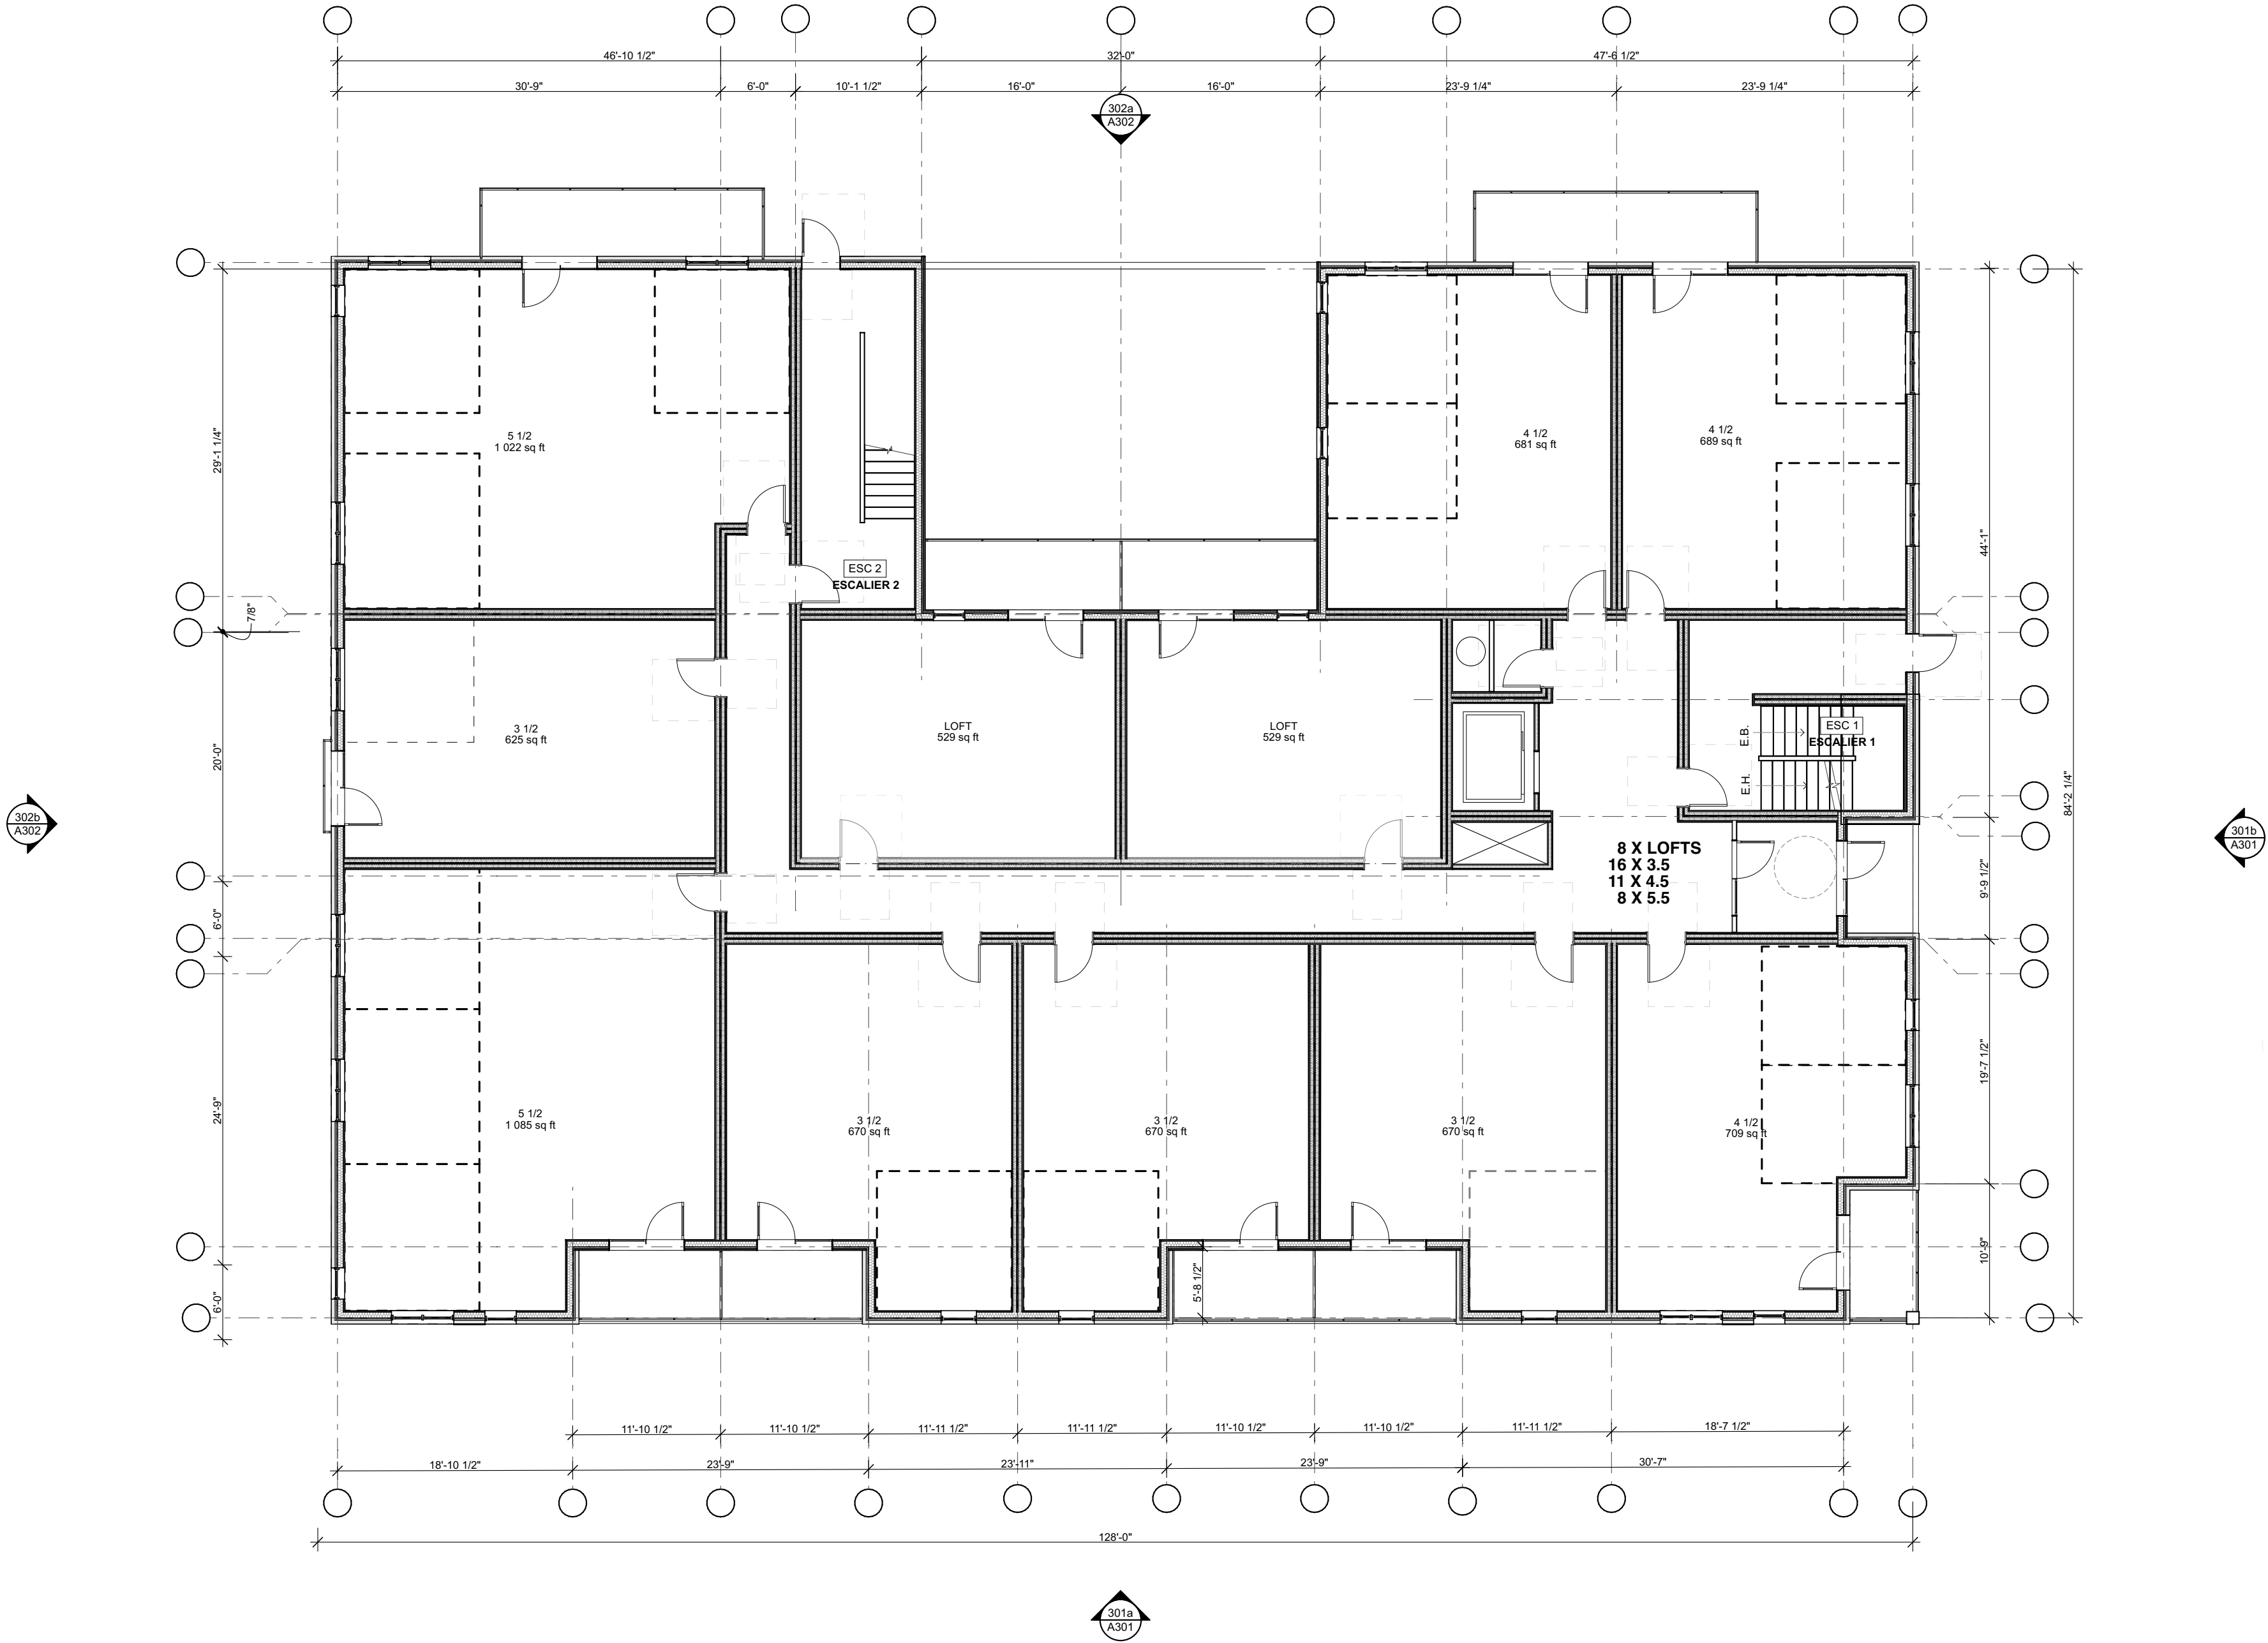 46'-10 1/2"
32'-0"
47'-6 1/2"
30'-9"
6'-0"
10'-1 1/2"
16'-0"
16'-0"
23'-9 1/4"
23'-9 1/4"
302a
A302
5 1/2
1 022 sq ft
4 1/2
681 sq ft
4 1/2
689 sq ft
29'-1 1/4"
44'-1"
ESC 2
ESCALIER 2
7/8"
3 1/2
625 sq ft
LOFT
529 sq ft
LOFT
529 sq ft
E.B.
E.H.
ESC 1
ESCALIER 1
20'-0"
84'-2 1/4"
302b
A302
301b
A301
8 X LOFTS
16 X 3.5
11 X 4.5
8 X 5.5
9'-9 1/2"
6'-0"
19'-7 1/2"
24'-9"
5 1/2
1 085 sq ft
3 1/2
670 sq ft
3 1/2
670 sq ft
3 1/2
670 sq ft
4 1/2
709 sq ft
10'-9"
5'-8 1/2"
6'-0"
11'-10 1/2"
11'-10 1/2"
11'-11 1/2"
11'-11 1/2"
11'-10 1/2"
11'-10 1/2"
11'-11 1/2"
18'-7 1/2"
18'-10 1/2"
23'-9"
23'-11"
23'-9"
30'-7"
128'-0"
301a
A301